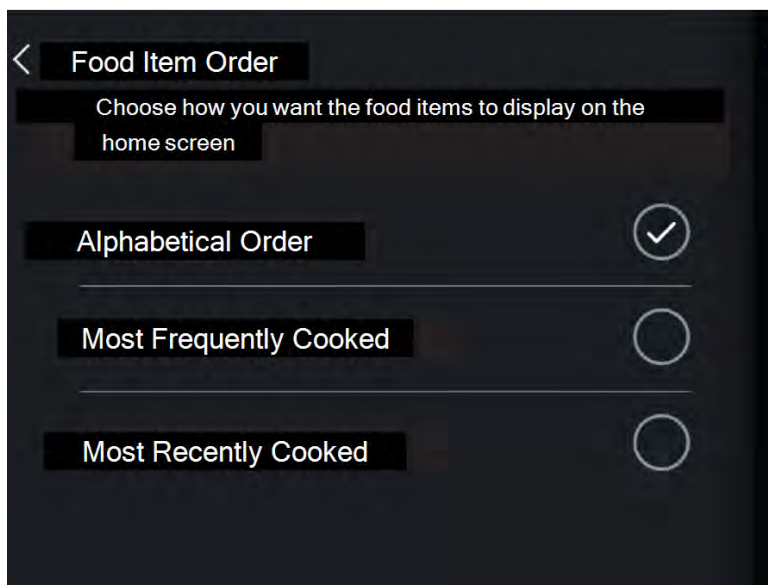 Food Item Order
Choose how you want the food items to display on the
home screen
Alphabetical Order
Most Frequently Cooked
Most Recently Cooked